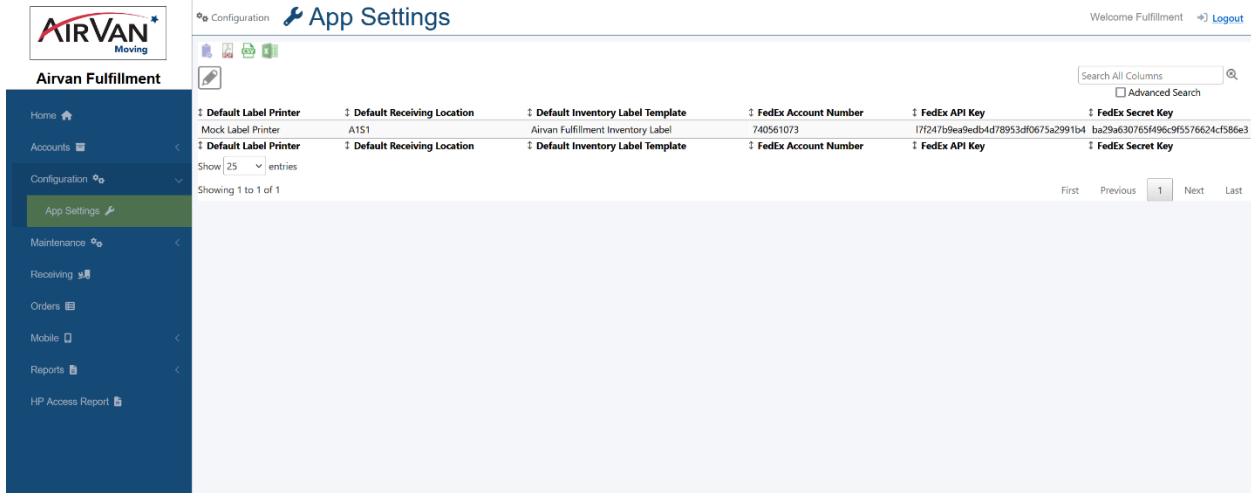 AIRVAN
Moving
Airvan Fulfillment
Home
Accounts
Configuration
App Settings
Maintenance
Receiving
Orders
Mobile
Reports
HP Access Report
Configuration App Settings
Welcome Fulfillment Logout
CSV
Search All Columns
Advanced Search
Default Label Printer Default Receiving Location Default Inventory Label Template FedEx Account Number FedEx API Key FedEx Secret Key
Mock Label Printer A1S1 Airvan Fulfillment Inventory Label 740561073 l7f247b9ea9edb4d78953df0675a2991b4 ba29a630765f496c9f5576624cf586e3
Default Label Printer Default Receiving Location Default Inventory Label Template FedEx Account Number FedEx API Key FedEx Secret Key
Show 25 entries
Showing 1 to 1 of 1
First Previous 1 Next Last